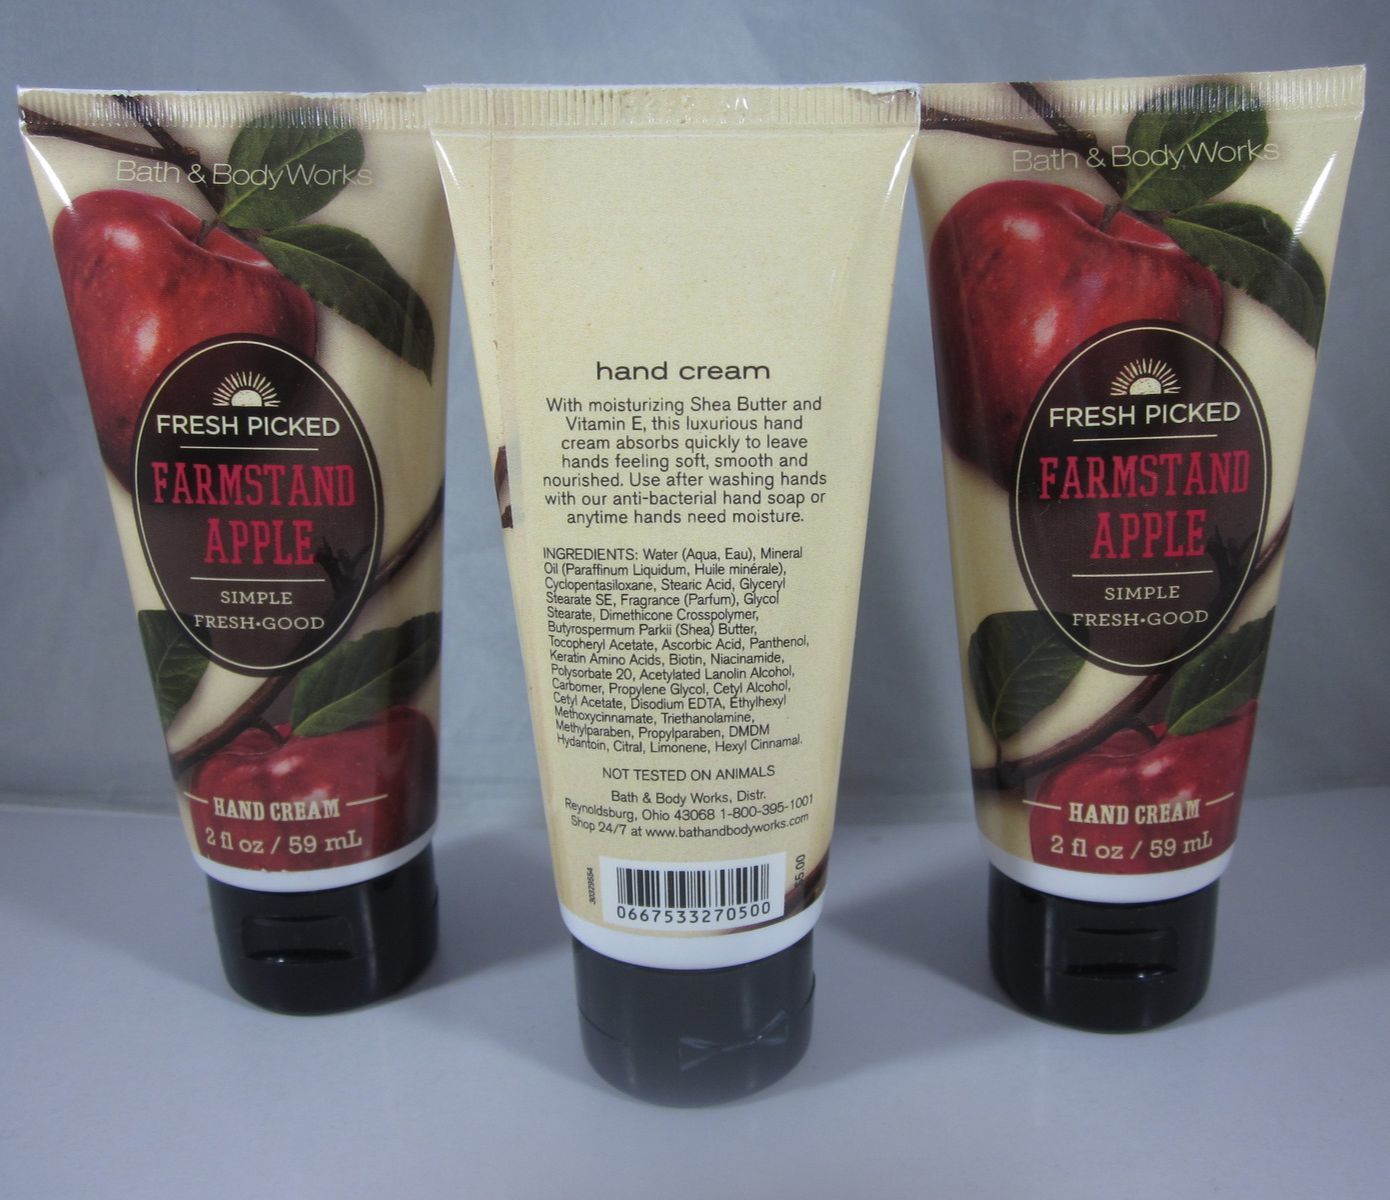 Bath & Body Works
FRESH PICKED
FARMSTAND
APPLE
SIMPLE
FRESH•GOOD
HAND CREAM
2 fl oz / 59 mL
hand cream
With moisturizing Shea Butter and
Vitamin E, this luxurious hand
cream absorbs quickly to leave
hands feeling soft, smooth and
nourished. Use after washing hands
with our anti-bacterial hand soap or
anytime hands need moisture.
INGREDIENTS: Water (Aqua, Eau), Mineral
Oil (Paraffinum Liquidum, Huile minérale),
Cyclopentasiloxane, Stearic Acid, Glyceryl
Stearate SE, Fragrance (Parfum), Glycol
Stearate, Dimethicone Crosspolymer,
Butyrospermum Parkii (Shea) Butter,
Tocopheryl Acetate, Ascorbic Acid, Panthenol,
Keratin Amino Acids, Biotin, Niacinamide,
Polysorbate 20, Acetylated Lanolin Alcohol,
Carbomer, Propylene Glycol, Cetyl Alcohol,
Cetyl Acetate, Disodium EDTA, Ethylhexyl
Methoxycinnamate, Triethanolamine,
Methylparaben, Propylparaben, DMDM
Hydantoin, Citral, Limonene, Hexyl Cinnamal.
NOT TESTED ON ANIMALS
Bath & Body Works, Distr.
Reynoldsburg, Ohio 43068 1-800-395-1001
Shop 24/7 at www.bathandbodyworks.com
0667533270500
Bath & Body Works
FRESH PICKED
FARMSTAND
APPLE
SIMPLE
FRESH•GOOD
HAND CREAM
2 fl oz / 59 mL